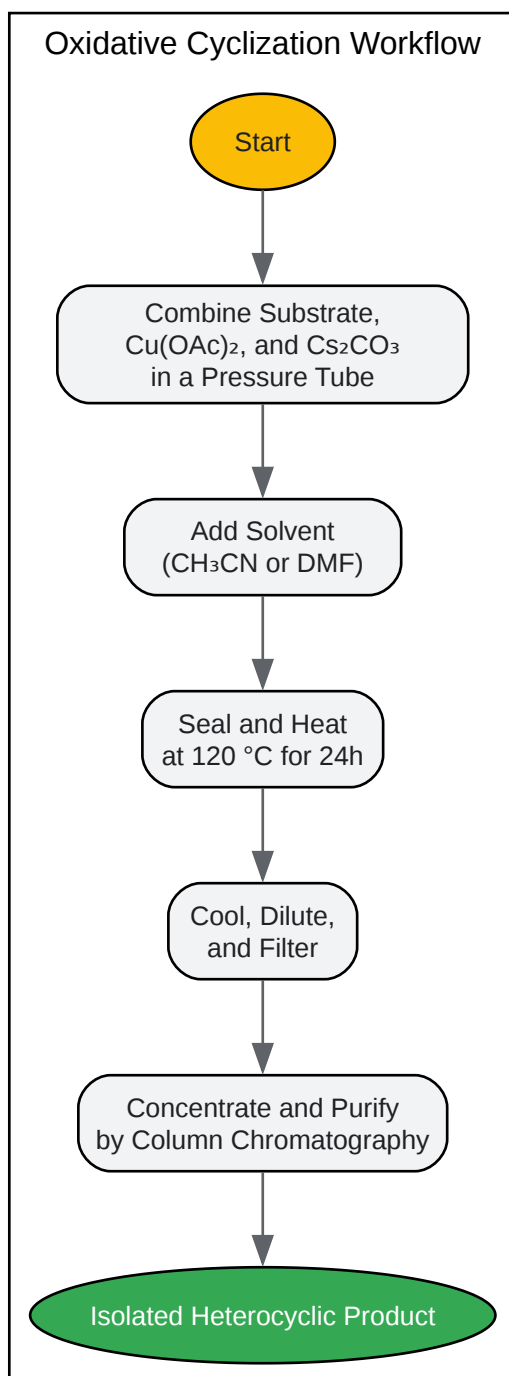 Oxidative Cyclization Workflow
Start
Combine Substrate,
Cu(OAc)₂, and Cs₂CO₃
in a Pressure Tube
Add Solvent
(CH₃CN or DMF)
Seal and Heat
at 120 °C for 24h
Cool, Dilute,
and Filter
Concentrate and Purify
by Column Chromatography
Isolated Heterocyclic Product